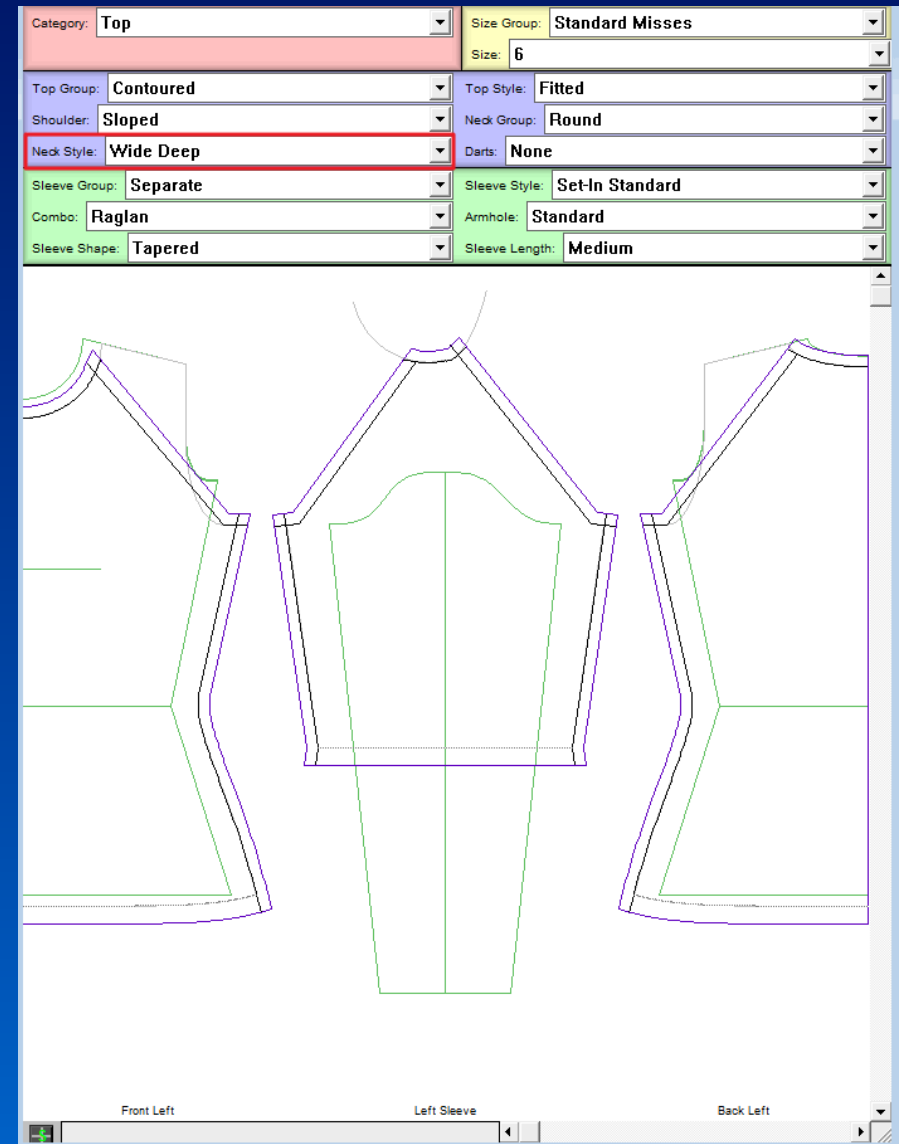 Category: Top
Size Group: Standard Misses
Size: 6
Top Group: Contoured
Top Style: Fitted
Shoulder: Sloped
Neck Group: Round
Neck Style: Wide Deep
Darts: None
Sleeve Group: Separate
Sleeve Style: Set-In Standard
Combo: Raglan
Armhole: Standard
Sleeve Shape: Tapered
Sleeve Length: Medium
Front Left
Left Sleeve
Back Left